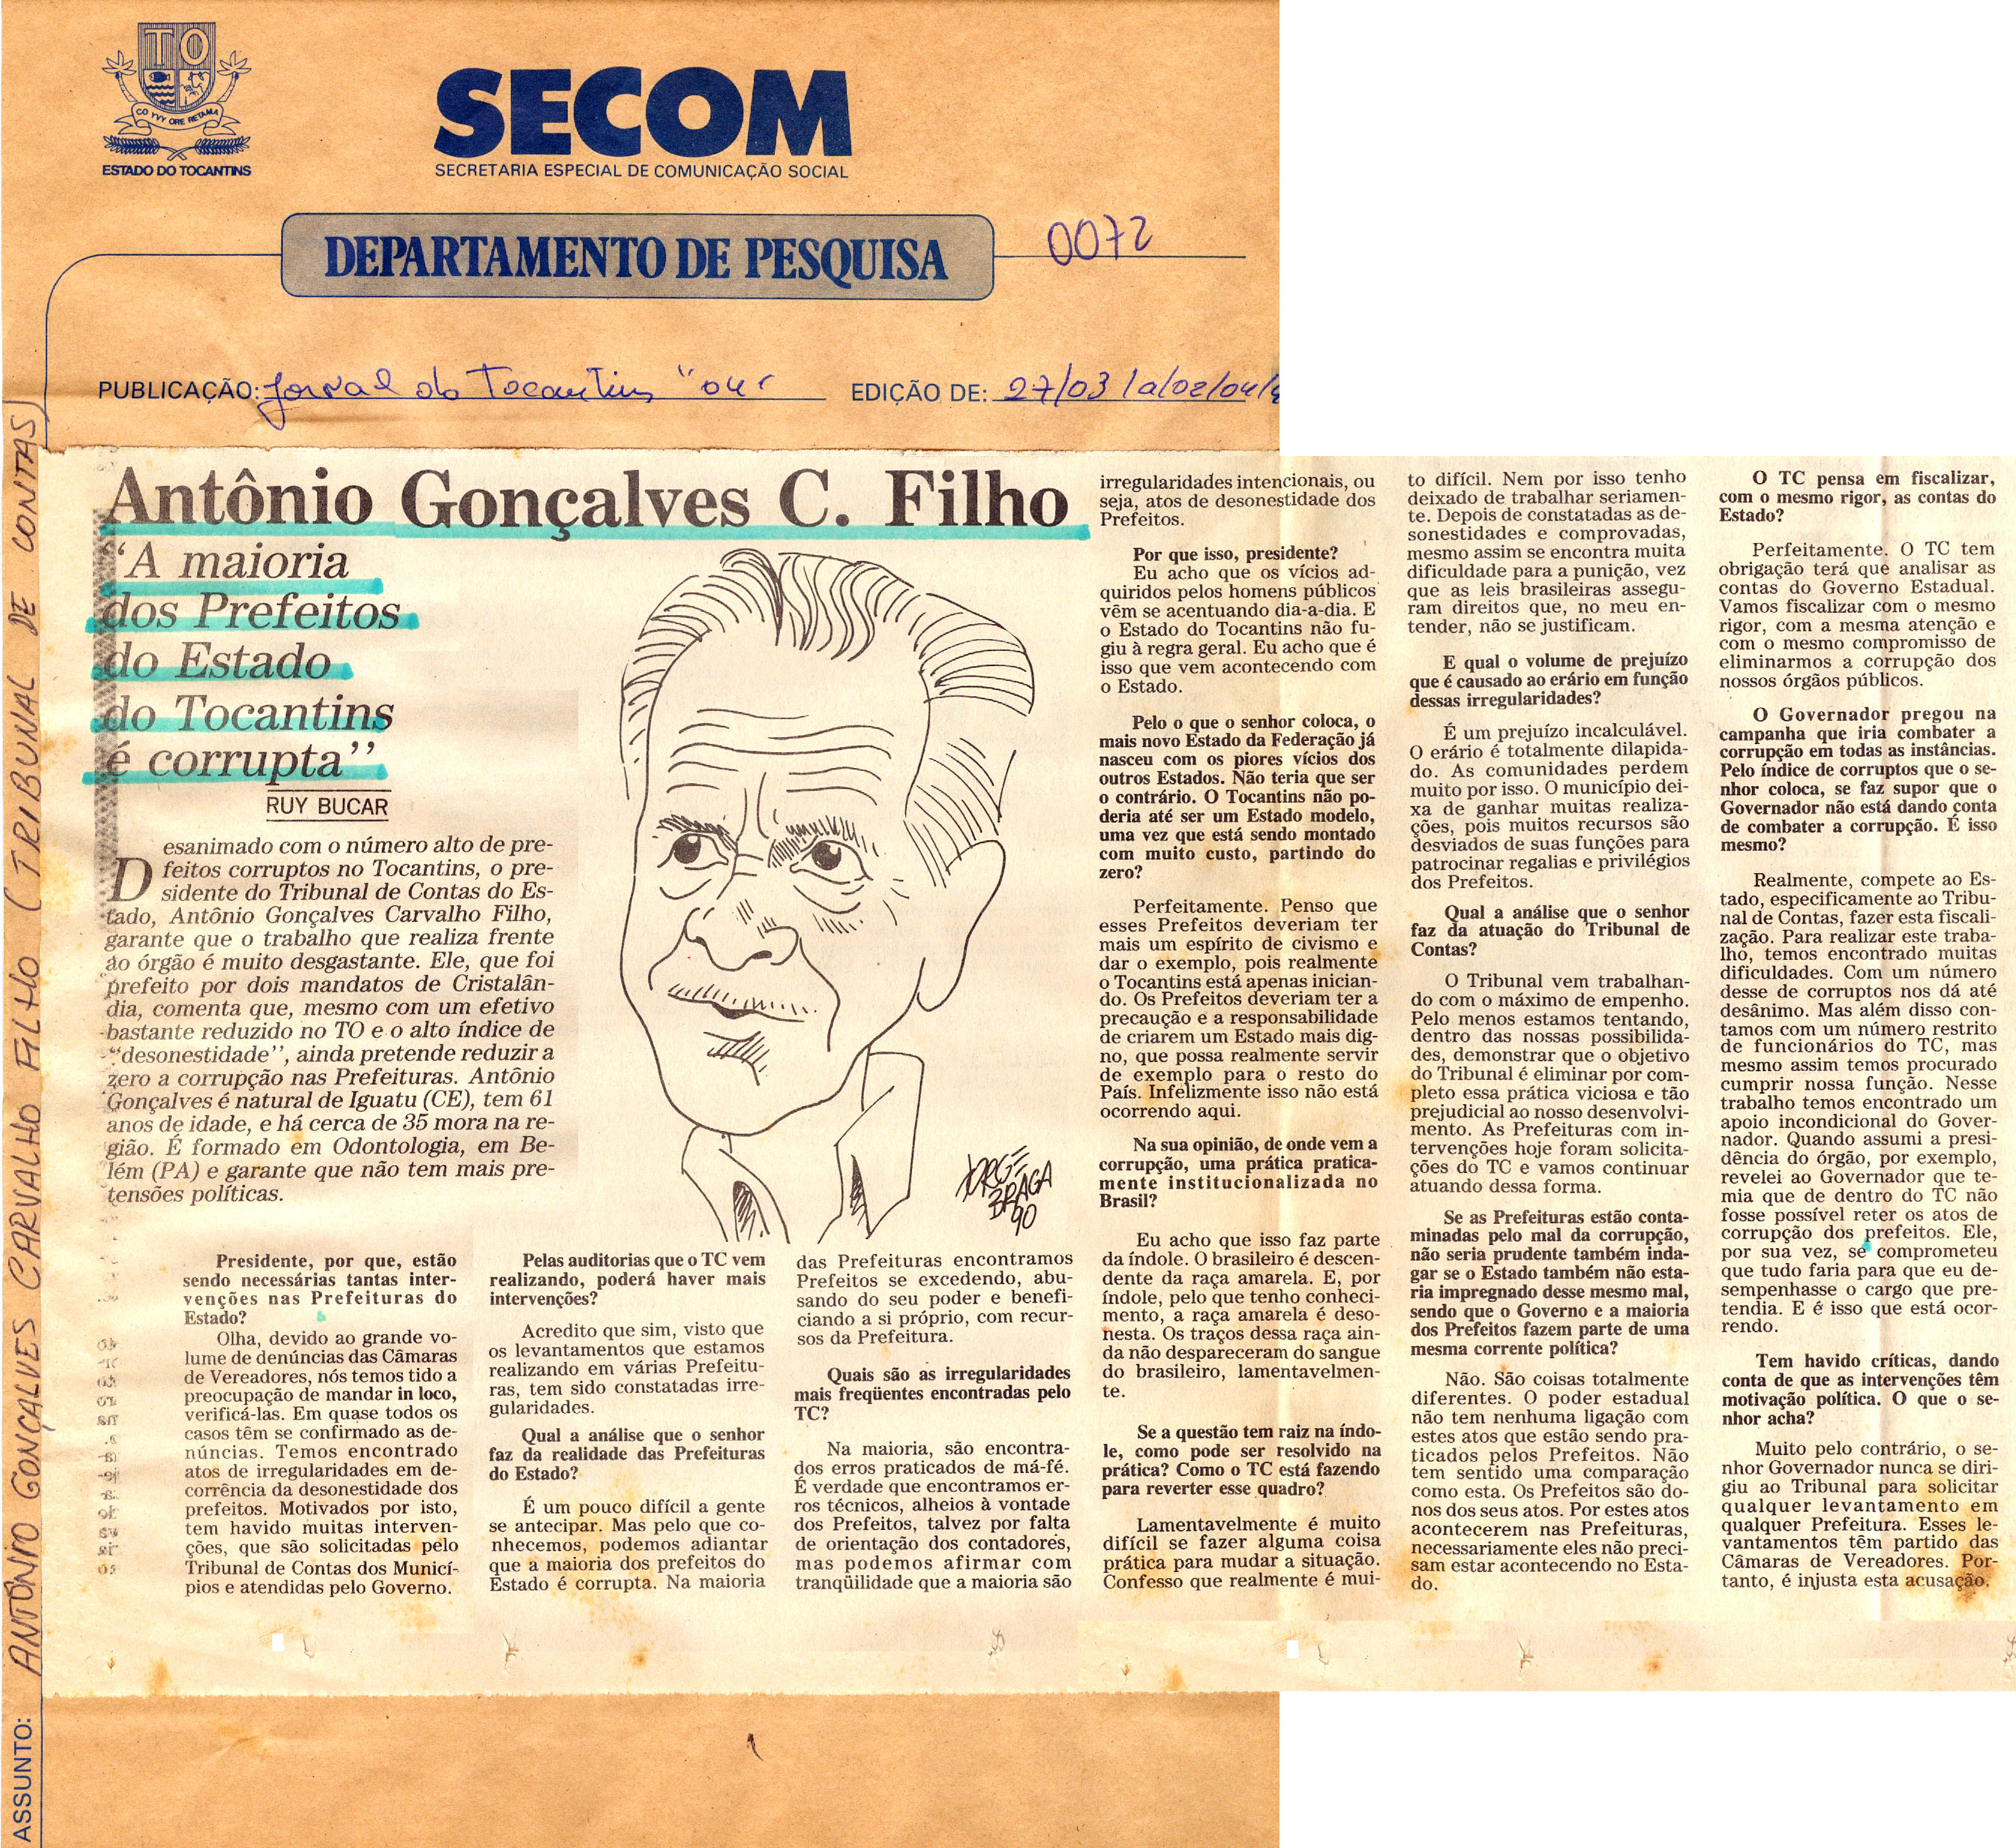 TO
CO YVY ORE RETAMA
ESTADO DO TOCANTINS
SECOM
SECRETARIA ESPECIAL DE COMUNICAÇÃO SOCIAL
DEPARTAMENTO DE PESQUISA
0072
PUBLICAÇÃO: Jornal do Tocantins "04"
EDIÇÃO DE: 27/03/a/02/04/
ASSUNTO: ANTÔNIO GONÇALVES CARVALHO FILHO (TRIBUNAL DE CONTAS)
Antônio Gonçalves C. Filho
“A maioria
dos Prefeitos
do Estado
do Tocantins
é corrupta”
RUY BUCAR
Desanimado com o número alto de pre-
feitos corruptos no Tocantins, o pre-
sidente do Tribunal de Contas do Es-
tado, Antônio Gonçalves Carvalho Filho,
garante que o trabalho que realiza frente
ao órgão é muito desgastante. Ele, que foi
prefeito por dois mandatos de Cristalân-
dia, comenta que, mesmo com um efetivo
bastante reduzido no TO e o alto índice de
“desonestidade”, ainda pretende reduzir a
zero a corrupção nas Prefeituras. Antônio
Gonçalves é natural de Iguatu (CE), tem 61
anos de idade, e há cerca de 35 mora na re-
gião. É formado em Odontologia, em Be-
lém (PA) e garante que não tem mais pre-
tensões políticas.
JORGE
BRAGA
90
Presidente, por que, estão
sendo necessárias tantas inter-
venções nas Prefeituras do
Estado?
Olha, devido ao grande vo-
lume de denúncias das Câmaras
de Vereadores, nós temos tido a
preocupação de mandar in loco,
verificá-las. Em quase todos os
casos têm se confirmado as de-
núncias. Temos encontrado
atos de irregularidades em de-
corrência da desonestidade dos
prefeitos. Motivados por isto,
tem havido muitas interven-
ções, que são solicitadas pelo
Tribunal de Contas dos Municí-
pios e atendidas pelo Governo.
Pelas auditorias que o TC vem
realizando, poderá haver mais
intervenções?
Acredito que sim, visto que
os levantamentos que estamos
realizando em várias Prefeitu-
ras, tem sido constatadas irre-
gularidades.
Qual a análise que o senhor
faz da realidade das Prefeituras
do Estado?
É um pouco difícil a gente
se antecipar. Mas pelo que co-
nhecemos, podemos adiantar
que a maioria dos prefeitos do
Estado é corrupta. Na maioria
das Prefeituras encontramos
Prefeitos se excedendo, abu-
sando do seu poder e benefi-
ciando a si próprio, com recur-
sos da Prefeitura.
Quais são as irregularidades
mais freqüentes encontradas pelo
TC?
Na maioria, são encontra-
dos erros praticados de má-fé.
É verdade que encontramos er-
ros técnicos, alheios à vontade
dos Prefeitos, talvez por falta
de orientação dos contadores,
mas podemos afirmar com
tranqüilidade que a maioria são
irregularidades intencionais, ou
seja, atos de desonestidade dos
Prefeitos.
Por que isso, presidente?
Eu acho que os vícios ad-
quiridos pelos homens públicos
vêm se acentuando dia-a-dia. E
o Estado do Tocantins não fu-
giu à regra geral. Eu acho que é
isso que vem acontecendo com
o Estado.
Pelo o que o senhor coloca, o
mais novo Estado da Federação já
nasceu com os piores vícios dos
outros Estados. Não teria que ser
o contrário. O Tocantins não po-
deria até ser um Estado modelo,
uma vez que está sendo montado
com muito custo, partindo do
zero?
Perfeitamente. Penso que
esses Prefeitos deveriam ter
mais um espírito de civismo e
dar o exemplo, pois realmente
o Tocantins está apenas inician-
do. Os Prefeitos deveriam ter a
precaução e a responsabilidade
de criarem um Estado mais dig-
no, que possa realmente servir
de exemplo para o resto do
País. Infelizmente isso não está
ocorrendo aqui.
Na sua opinião, de onde vem a
corrupção, uma prática pratica-
mente institucionalizada no
Brasil?
Eu acho que isso faz parte
da índole. O brasileiro é descen-
dente da raça amarela. E, por
índole, pelo que tenho conheci-
mento, a raça amarela é deso-
nesta. Os traços dessa raça ain-
da não despareceram do sangue
do brasileiro, lamentavelmen-
te.
Se a questão tem raiz na índo-
le, como pode ser resolvido na
prática? Como o TC está fazendo
para reverter esse quadro?
Lamentavelmente é muito
difícil se fazer alguma coisa
prática para mudar a situação.
Confesso que realmente é mui-
to difícil. Nem por isso tenho
deixado de trabalhar seriamen-
te. Depois de constatadas as de-
sonestidades e comprovadas,
mesmo assim se encontra muita
dificuldade para a punição, vez
que as leis brasileiras assegu-
ram direitos que, no meu en-
tender, não se justificam.
E qual o volume de prejuízo
que é causado ao erário em função
dessas irregularidades?
É um prejuízo incalculável.
O erário é totalmente dilapida-
do. As comunidades perdem
muito por isso. O município dei-
xa de ganhar muitas realiza-
ções, pois muitos recursos são
desviados de suas funções para
patrocinar regalias e privilégios
dos Prefeitos.
Qual a análise que o senhor
faz da atuação do Tribunal de
Contas?
O Tribunal vem trabalhan-
do com o máximo de empenho.
Pelo menos estamos tentando,
dentro das nossas possibilida-
des, demonstrar que o objetivo
do Tribunal é eliminar por com-
pleto essa prática viciosa e tão
prejudicial ao nosso desenvolvi-
mento. As Prefeituras com in-
tervenções hoje foram solicita-
ções do TC e vamos continuar
atuando dessa forma.
Se as Prefeituras estão conta-
minadas pelo mal da corrupção,
não seria prudente também inda-
gar se o Estado também não esta-
ria impregnado desse mesmo mal,
sendo que o Governo e a maioria
dos Prefeitos fazem parte de uma
mesma corrente política?
Não. São coisas totalmente
diferentes. O poder estadual
não tem nenhuma ligação com
estes atos que estão sendo pra-
ticados pelos Prefeitos. Não
tem sentido uma comparação
como esta. Os Prefeitos são do-
nos dos seus atos. Por estes atos
acontecerem nas Prefeituras,
necessariamente eles não preci-
sam estar acontecendo no Esta-
do.
O TC pensa em fiscalizar,
com o mesmo rigor, as contas do
Estado?
Perfeitamente. O TC tem
obrigação terá que analisar as
contas do Governo Estadual.
Vamos fiscalizar com o mesmo
rigor, com a mesma atenção e
com o mesmo compromisso de
eliminarmos a corrupção dos
nossos órgãos públicos.
O Governador pregou na
campanha que iria combater a
corrupção em todas as instâncias.
Pelo índice de corruptos que o se-
nhor coloca, se faz supor que o
Governador não está dando conta
de combater a corrupção. É isso
mesmo?
Realmente, compete ao Es-
tado, especificamente ao Tribu-
nal de Contas, fazer esta fiscali-
zação. Para realizar este traba-
lho, temos encontrado muitas
dificuldades. Com um número
desse de corruptos nos dá até
desânimo. Mas além disso con-
tamos com um número restrito
de funcionários do TC, mas
mesmo assim temos procurado
cumprir nossa função. Nesse
trabalho temos encontrado um
apoio incondicional do Gover-
nador. Quando assumi a presi-
dência do órgão, por exemplo,
revelei ao Governador que te-
mia que de dentro do TC não
fosse possível reter os atos de
corrupção dos prefeitos. Ele,
por sua vez, se comprometeu
que tudo faria para que eu de-
sempenhasse o cargo que pre-
tendia. E é isso que está ocor-
rendo.
Tem havido críticas, dando
conta de que as intervenções têm
motivação política. O que o se-
nhor acha?
Muito pelo contrário, o se-
nhor Governador nunca se diri-
giu ao Tribunal para solicitar
qualquer levantamento em
qualquer Prefeitura. Esses le-
vantamentos têm partido das
Câmaras de Vereadores. Por-
tanto, é injusta esta acusação.